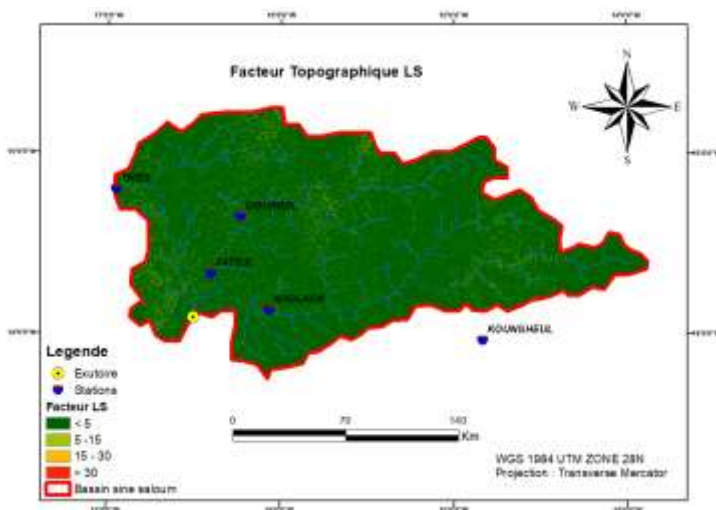 Facteur Topographique LS
N
W
E
S
DIOURBEL
FATICK
KAOLACK
KOUNGHEUL
Legende
Exutoire
Stations
Facteur LS
< 5
5 -15
15 - 30
> 30
Bassin sine saloum
0 70 140
Km
WGS 1984 UTM ZONE 28N
Projection : Transverse Mercator